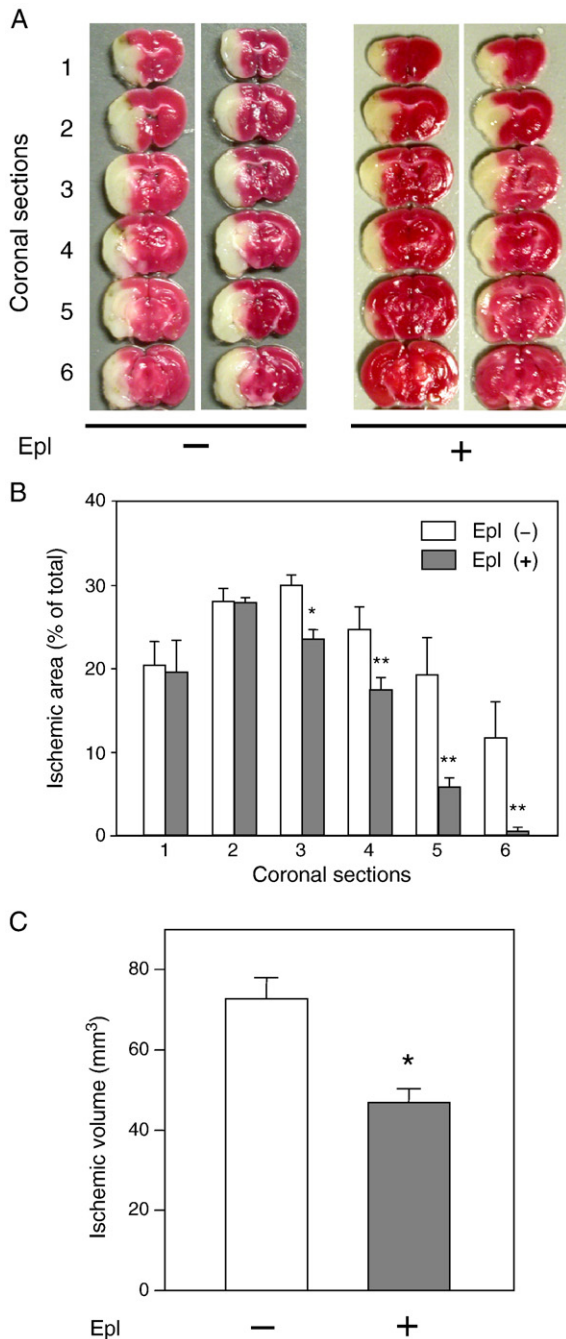 A
Coronal sections
1
2
3
4
5
6
Epl − +
B
Ischemic area (% of total)
40
30
20
10
0
Epl (−)
Epl (+)
*
**
**
**
1 2 3 4 5 6
Coronal sections
C
Ischemic volume (mm³)
80
60
40
20
0
*
Epl − +